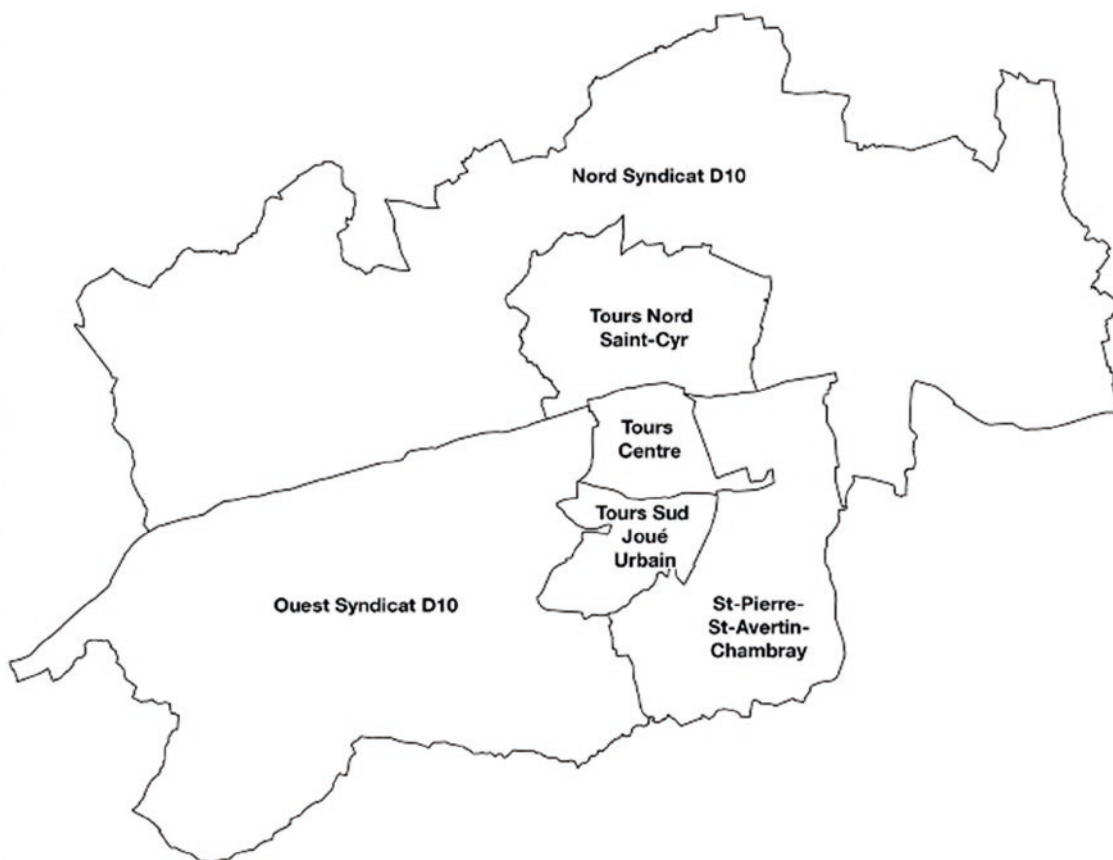 Nord Syndicat D10
Tours Nord
Saint-Cyr
Tours
Centre
Tours Sud
Joué
Urbain
Ouest Syndicat D10
St-Pierre-
St-Avertin-
Chambray